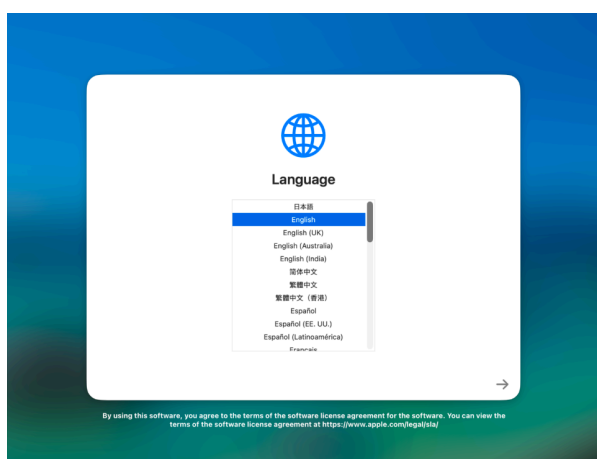 Language
日本語
English
English (UK)
English (Australia)
English (India)
简体中文
繁體中文
繁體中文（香港）
Español
Español (EE. UU.)
Español (Latinoamérica)
Français
By using this software, you agree to the terms of the software license agreement for the software. You can view the
terms of the software license agreement at https://www.apple.com/legal/sla/